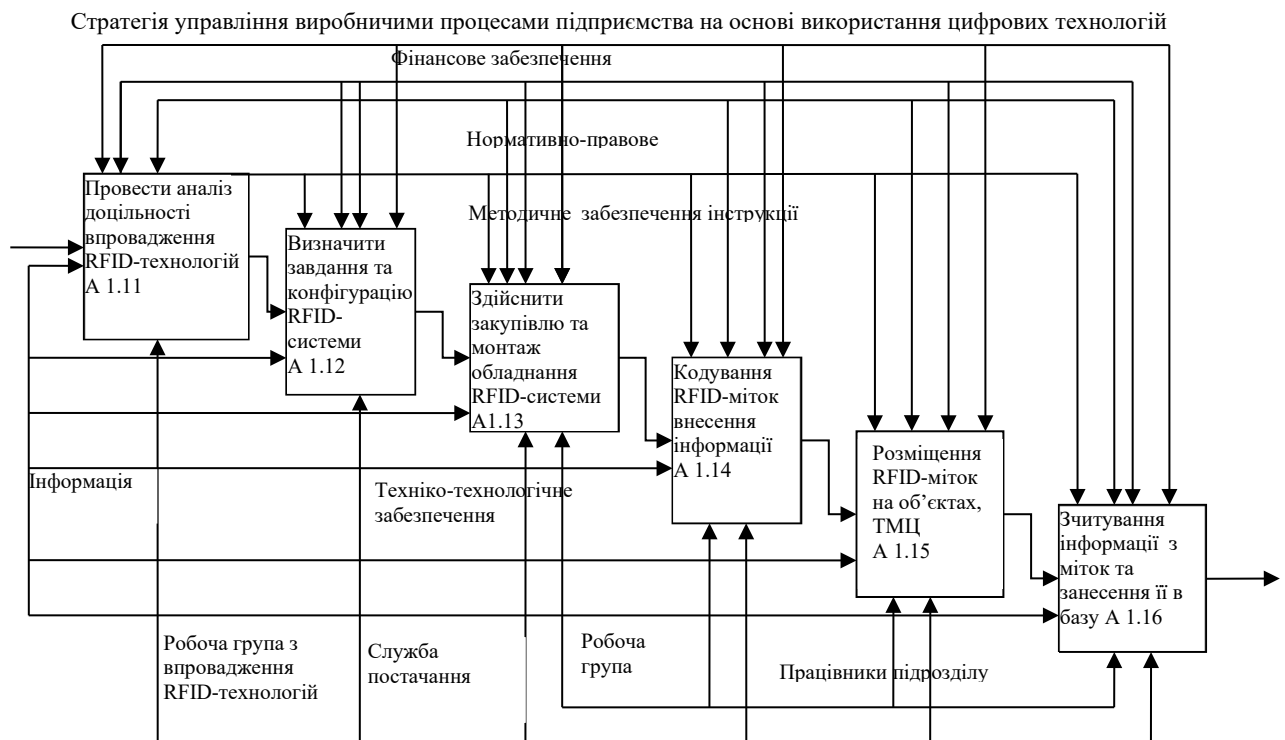 Стратегія управління виробничими процесами підприємства на основі використання цифрових технологій
Фінансове забезпечення
Нормативно-правове
Методичне забезпечення інструкції
Провести аналіз
доцільності
впровадження
RFID-технологій
А 1.11
Визначити
завдання та
конфігурацію
RFID-
системи
А 1.12
Здійснити
закупівлю та
монтаж
обладнання
RFID-системи
А1.13
Кодування
RFID-міток
внесення
інформації
А 1.14
Розміщення
RFID-міток
на об’єктах,
ТМЦ
А 1.15
Зчитування
інформації з
міток та
занесення її в
базу А 1.16
Інформація
Техніко-технологічне
забезпечення
Робоча група з
впровадження
RFID-технологій
Служба
постачання
Робоча
група
Працівники підрозділу